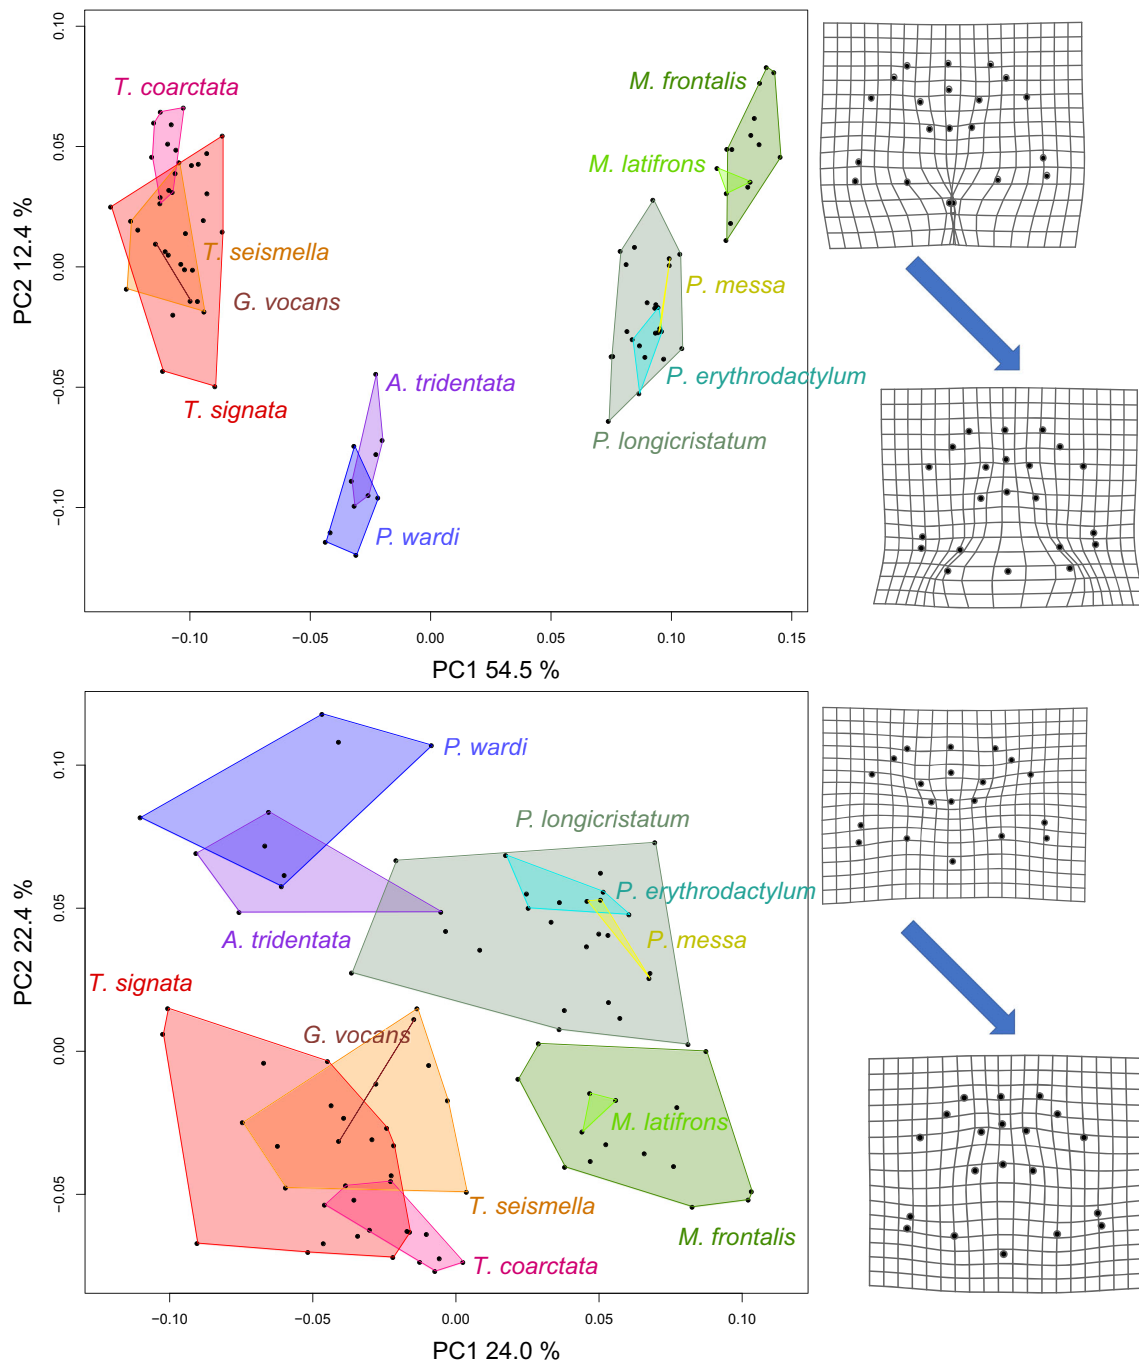 0.10
0.05
0.00
−0.05
−0.10
PC2 12.4 %
T. coarctata
M. frontalis
M. latifrons
T. seismella
G. vocans
P. messa
A. tridentata
P. erythrodactylum
T. signata
P. longicristatum
P. wardi
−0.10
−0.05
0.00
0.05
0.10
0.15
PC1 54.5 %
0.10
0.05
0.00
−0.05
PC2 22.4 %
P. wardi
P. longicristatum
P. erythrodactylum
A. tridentata
P. messa
T. signata
G. vocans
M. latifrons
T. seismella
M. frontalis
T. coarctata
−0.10
−0.05
0.00
0.05
0.10
PC1 24.0 %